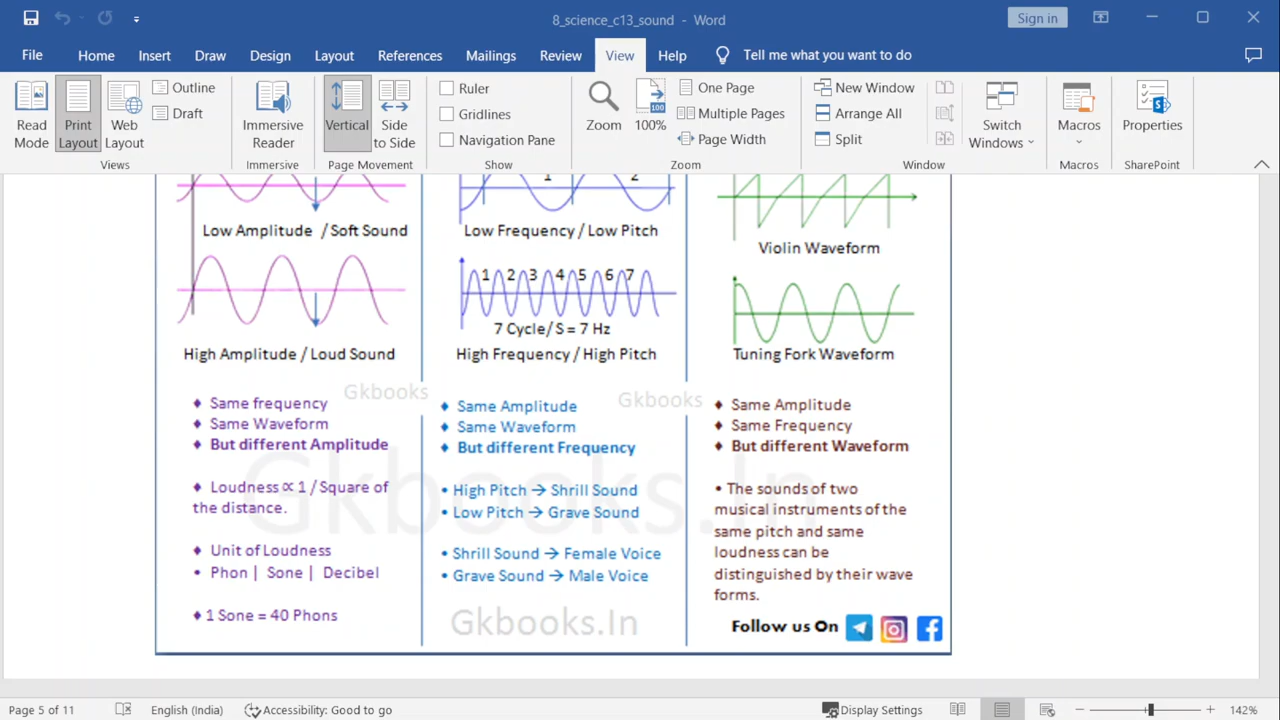 8_science_c13_sound - Word
Sign in
File Home Insert Draw Design Layout References Mailings Review View Help Tell me what you want to do
Read Mode
Print Layout
Web Layout
Outline
Draft
Views
Immersive Reader
Immersive
Vertical
Side to Side
Page Movement
Ruler
Gridlines
Navigation Pane
Show
Zoom
100
100%
One Page
Multiple Pages
Page Width
Zoom
New Window
Arrange All
Split
Switch Windows
Window
Macros
Macros
Properties
SharePoint
Low Amplitude / Soft Sound
High Amplitude / Loud Sound
♦ Same frequency
♦ Same Waveform
♦ But different Amplitude
♦ Loudness ∝ 1 / Square of
the distance.
♦ Unit of Loudness
• Phon | Sone | Decibel
♦ 1 Sone = 40 Phons
1 2
Low Frequency / Low Pitch
1 2 3 4 5 6 7
7 Cycle/ S = 7 Hz
High Frequency / High Pitch
♦ Same Amplitude
♦ Same Waveform
♦ But different Frequency
• High Pitch → Shrill Sound
• Low Pitch → Grave Sound
• Shrill Sound → Female Voice
• Grave Sound → Male Voice
Violin Waveform
Tuning Fork Waveform
♦ Same Amplitude
♦ Same Frequency
♦ But different Waveform
• The sounds of two
musical instruments of the
same pitch and same
loudness can be
distinguished by their wave
forms.
Follow us On
Gkbooks
Gkbooks
Gkbooks.In
Gkbooks.In
Page 5 of 11 English (India) Accessibility: Good to go Display Settings 142%